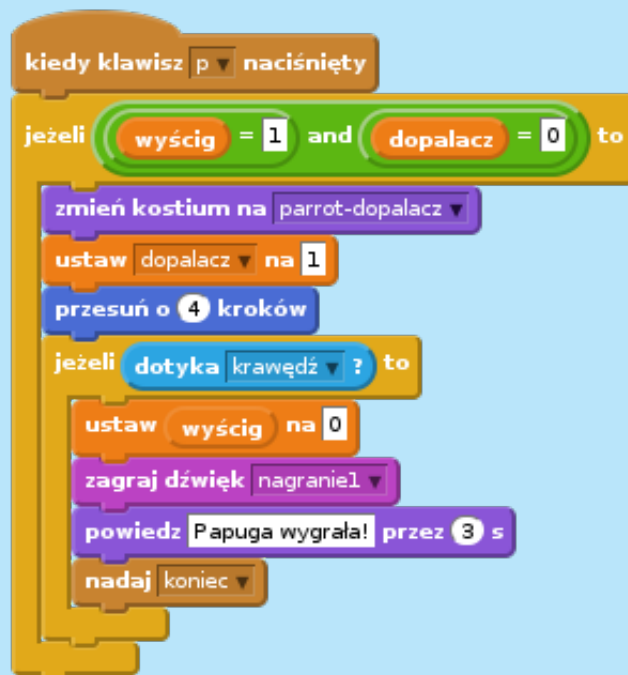 kiedy klawisz p naciśnięty
jeżeli wyścig = 1 and dopalacz = 0 to
zmień kostium na parrot-dopalacz
ustaw dopalacz na 1
przesuń o 4 kroków
jeżeli dotyka krawędź ? to
ustaw wyścig na 0
zagraj dźwięk nagranie1
powiedz Papuga wygrała! przez 3 s
nadaj koniec